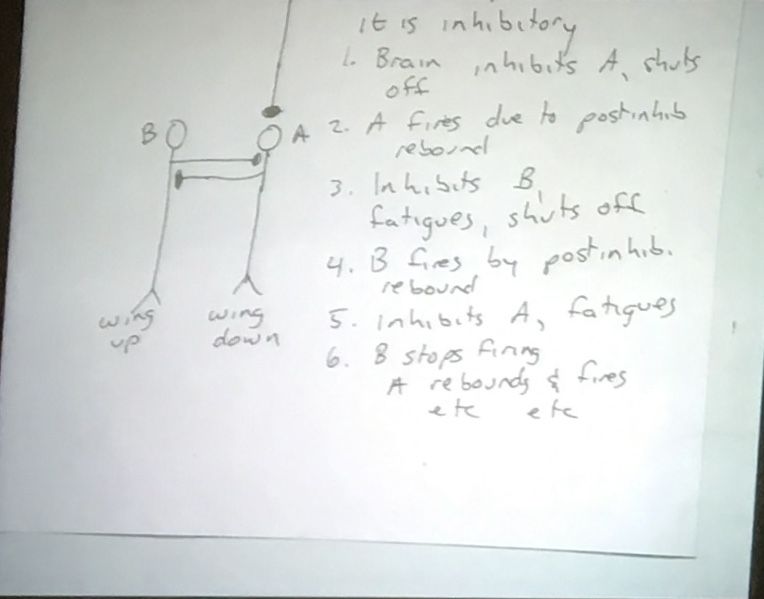 it is inhibitory
1. Brain inhibits A, shuts
off
B
A
2. A fires due to postinhib
rebound
3. Inhibits B,
fatigues, shuts off
4. B fires by postinhib.
rebound
wing
up
wing
down
5. inhibits A, fatigues
6. B stops firing
A rebounds & fires
etc etc